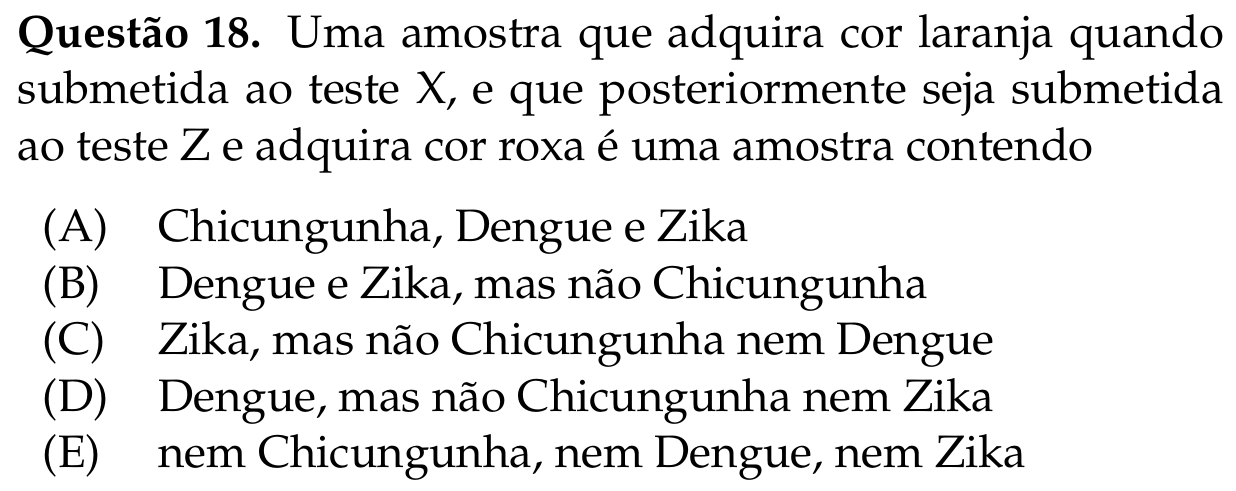 Questão 18. Uma amostra que adquira cor laranja quando
submetida ao teste X, e que posteriormente seja submetida
ao teste Z e adquira cor roxa é uma amostra contendo
(A) Chicungunha, Dengue e Zika
(B) Dengue e Zika, mas não Chicungunha
(C) Zika, mas não Chicungunha nem Dengue
(D) Dengue, mas não Chicungunha nem Zika
(E) nem Chicungunha, nem Dengue, nem Zika